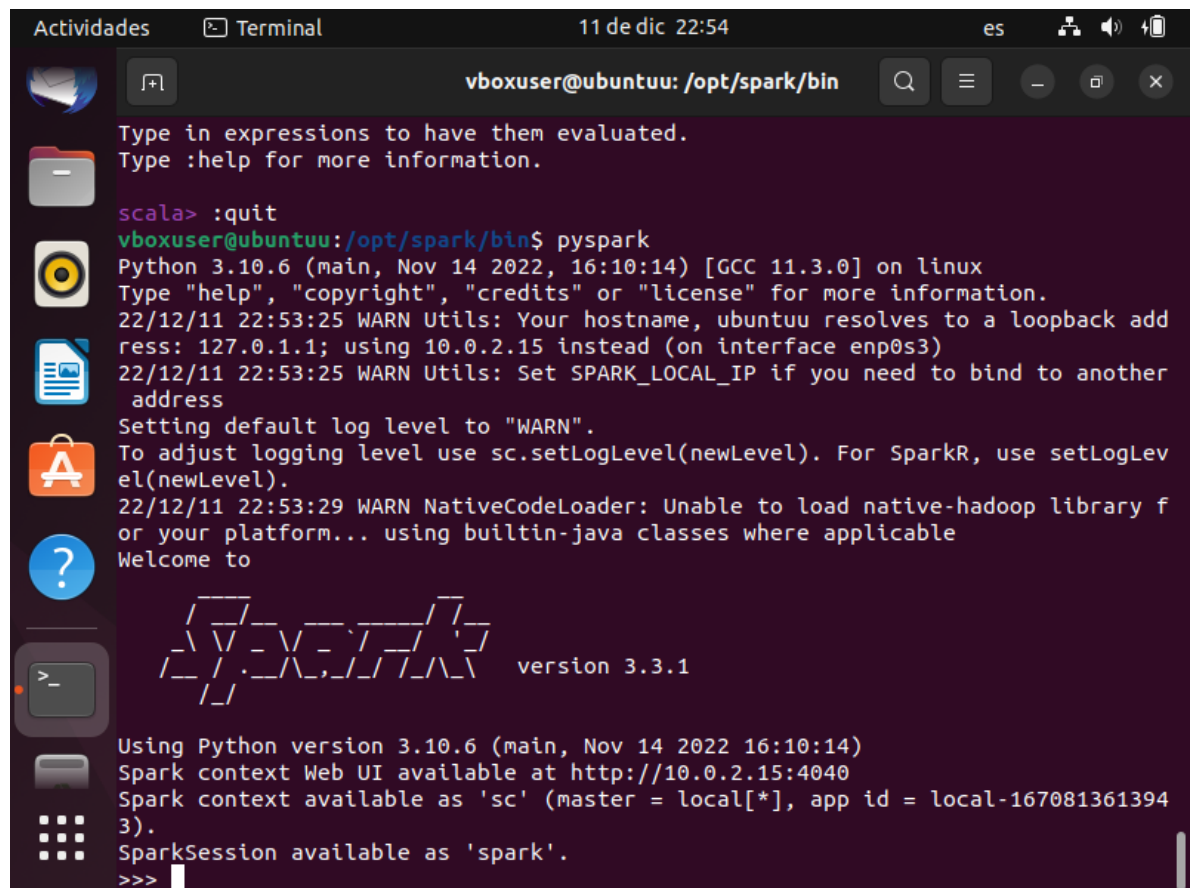 Actividades Terminal 11 de dic 22:54 es
vboxuser@ubuntuu: /opt/spark/bin
Type in expressions to have them evaluated.
Type :help for more information.
scala> :quit
vboxuser@ubuntuu:/opt/spark/bin$ pyspark
Python 3.10.6 (main, Nov 14 2022, 16:10:14) [GCC 11.3.0] on linux
Type "help", "copyright", "credits" or "license" for more information.
22/12/11 22:53:25 WARN Utils: Your hostname, ubuntuu resolves to a loopback add
ress: 127.0.1.1; using 10.0.2.15 instead (on interface enp0s3)
22/12/11 22:53:25 WARN Utils: Set SPARK_LOCAL_IP if you need to bind to another
 address
Setting default log level to "WARN".
To adjust logging level use sc.setLogLevel(newLevel). For SparkR, use setLogLev
el(newLevel).
22/12/11 22:53:29 WARN NativeCodeLoader: Unable to load native-hadoop library f
or your platform... using builtin-java classes where applicable
Welcome to
Spark version 3.3.1
Using Python version 3.10.6 (main, Nov 14 2022 16:10:14)
Spark context Web UI available at http://10.0.2.15:4040
Spark context available as 'sc' (master = local[*], app id = local-167081361394
3).
SparkSession available as 'spark'.
>>>